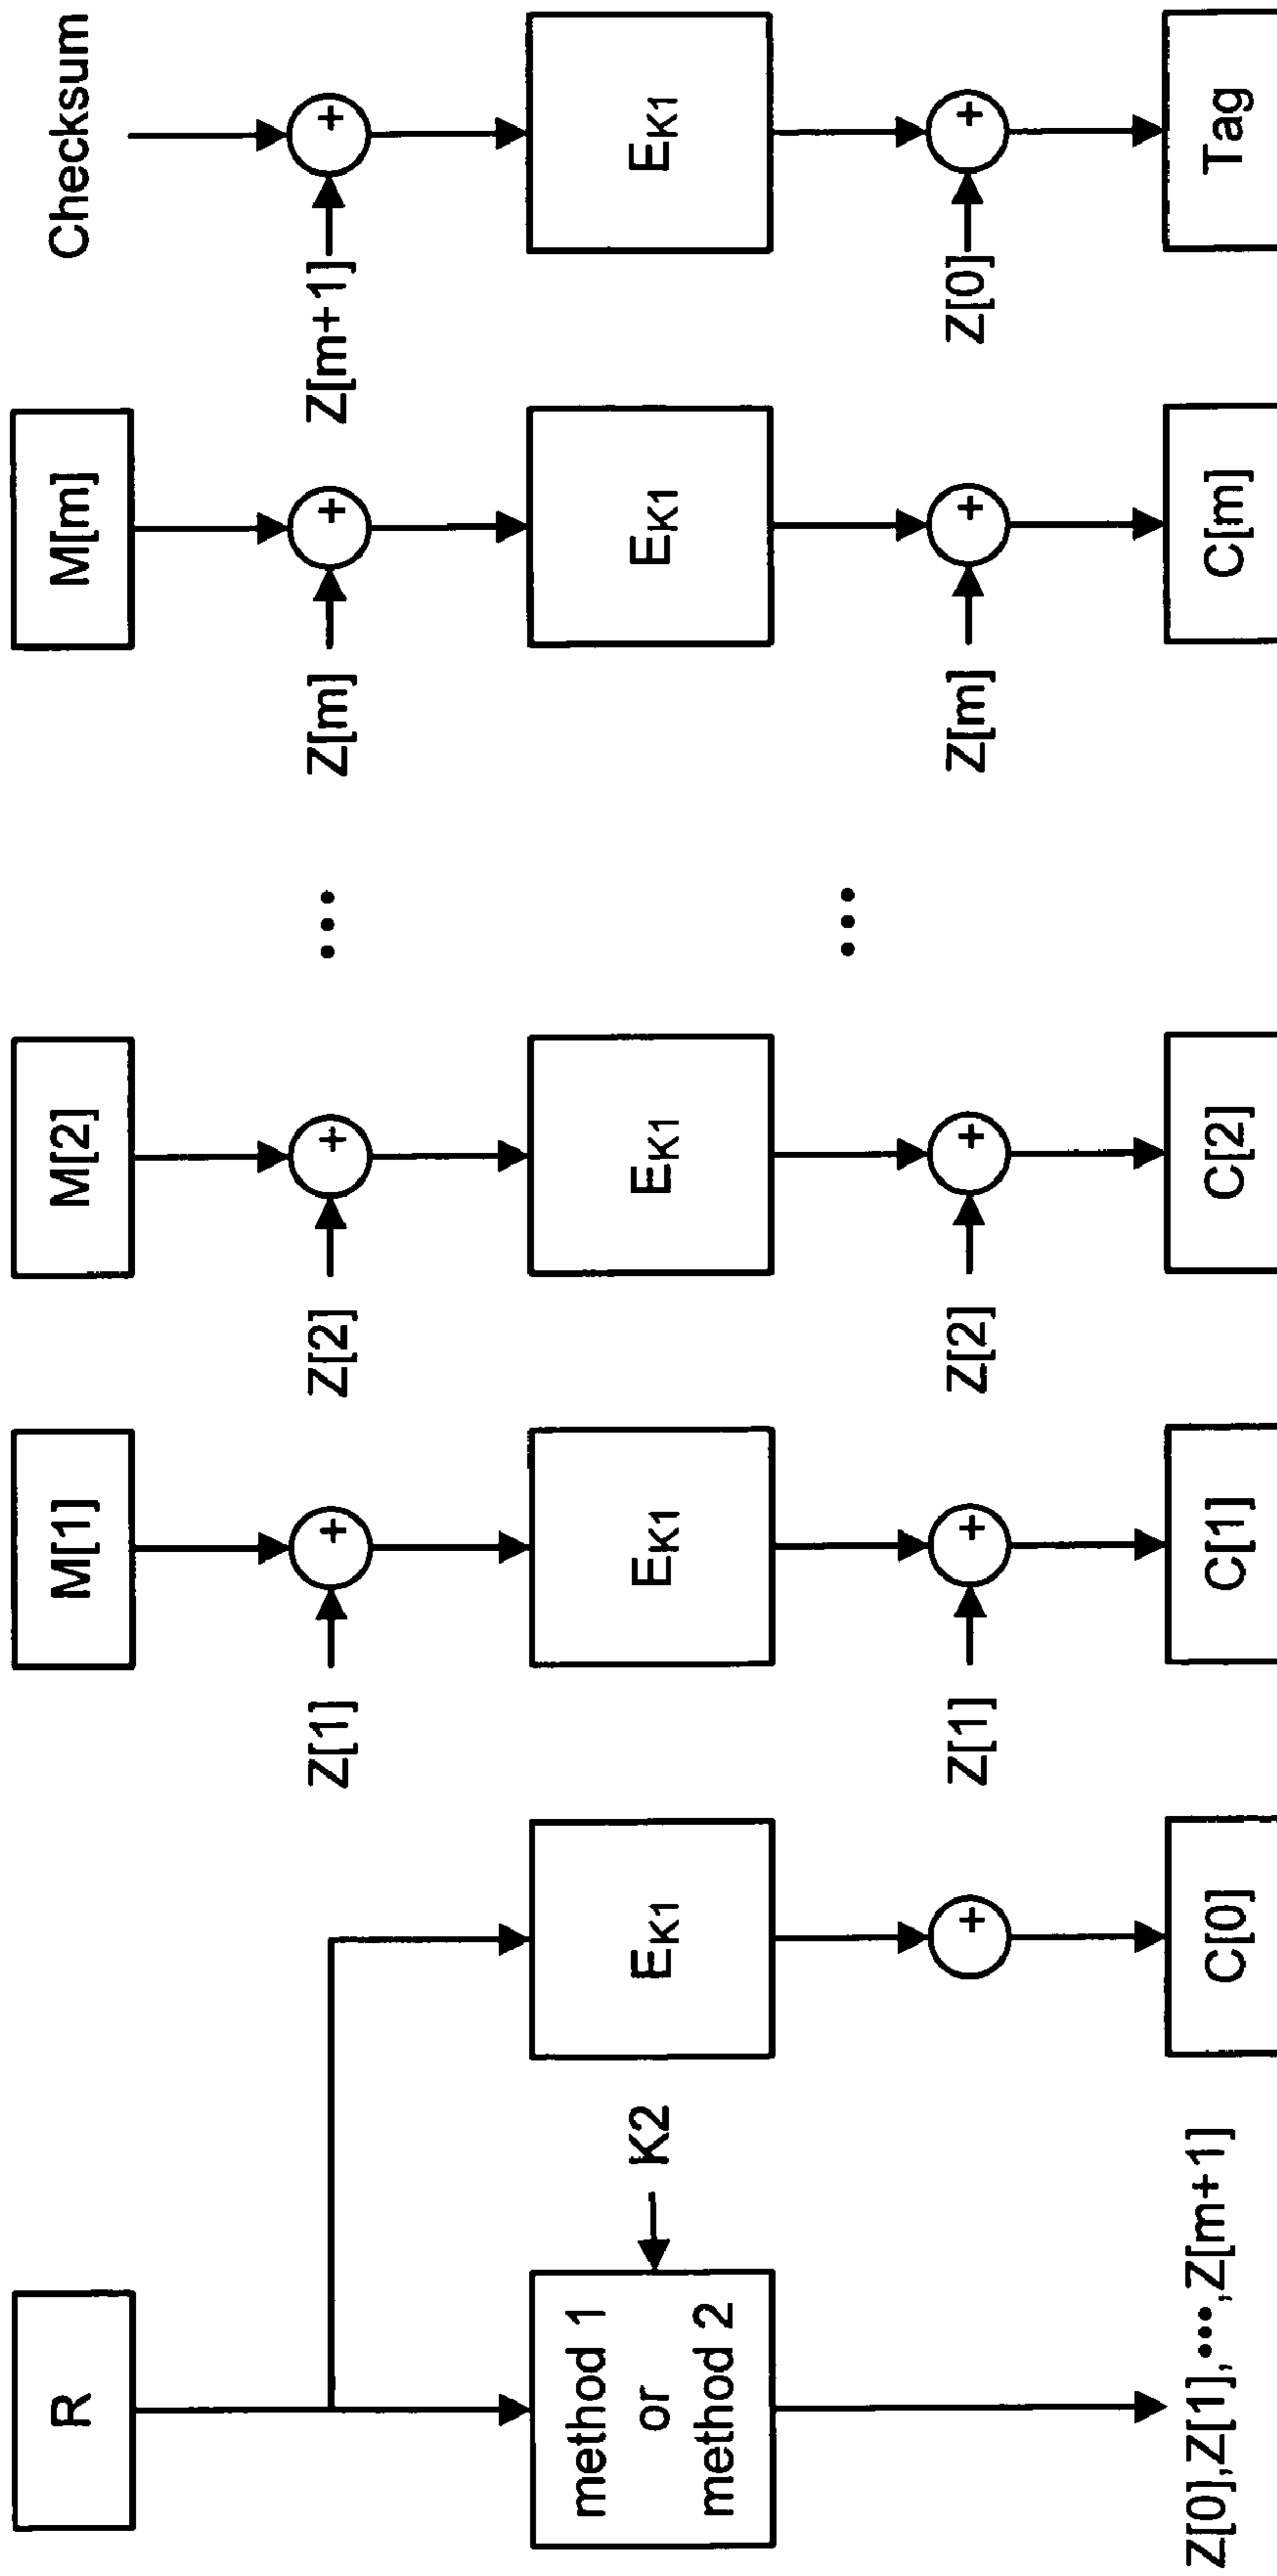 R
M[1]
M[2]
M[m]
Checksum
Z[1]
Z[2]
Z[m]
Z[m+1]
•••
method 1
or
method 2
K2
EK1
EK1
EK1
EK1
EK1
•••
Z[1]
Z[2]
Z[m]
Z[0]
Z[0],Z[1],•••,Z[m+1]
C[0]
C[1]
C[2]
C[m]
Tag